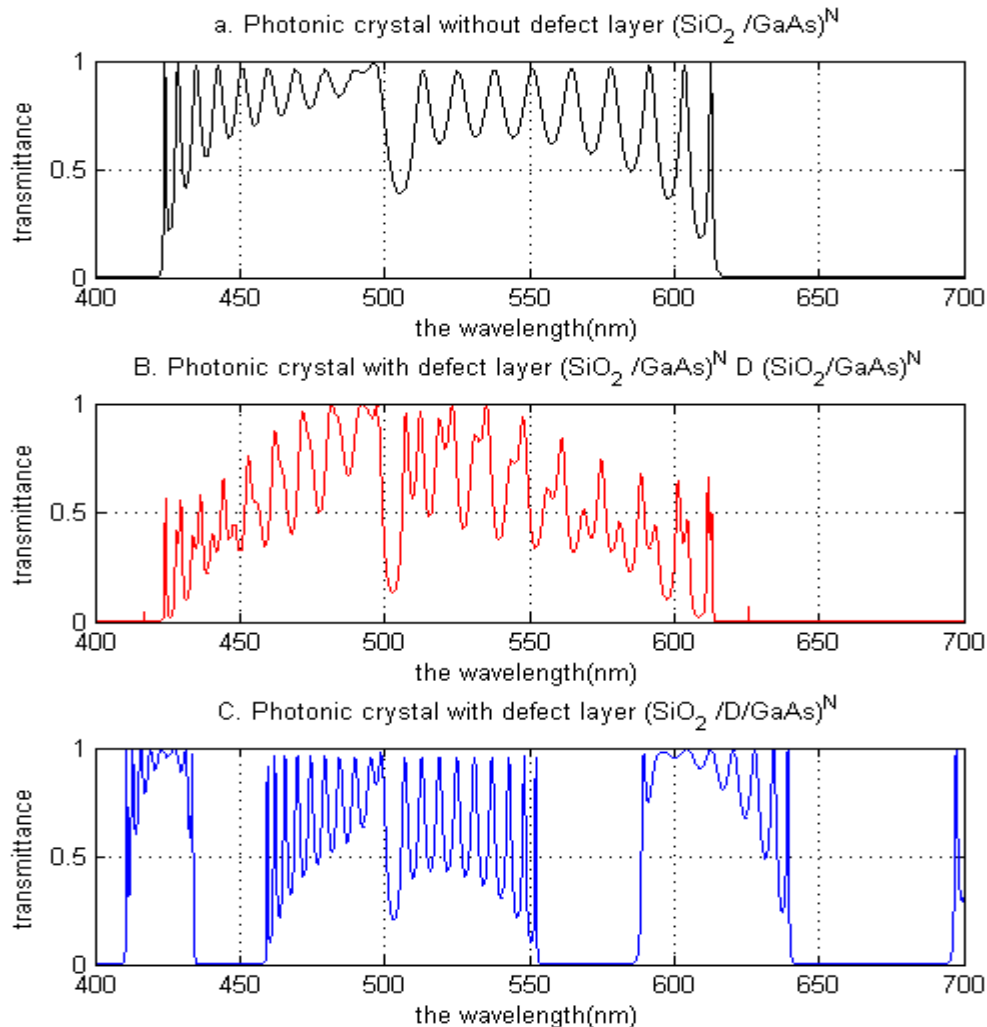 a. Photonic crystal without defect layer (SiO₂ /GaAs)ᴺ
1
0.5
0
transmittance
400 450 500 550 600 650 700
the wavelength(nm)
B. Photonic crystal with defect layer (SiO₂ /GaAs)ᴺ D (SiO₂/GaAs)ᴺ
1
0.5
0
transmittance
400 450 500 550 600 650 700
the wavelength(nm)
C. Photonic crystal with defect layer (SiO₂ /D/GaAs)ᴺ
1
0.5
0
transmittance
400 450 500 550 600 650 700
the wavelength(nm)